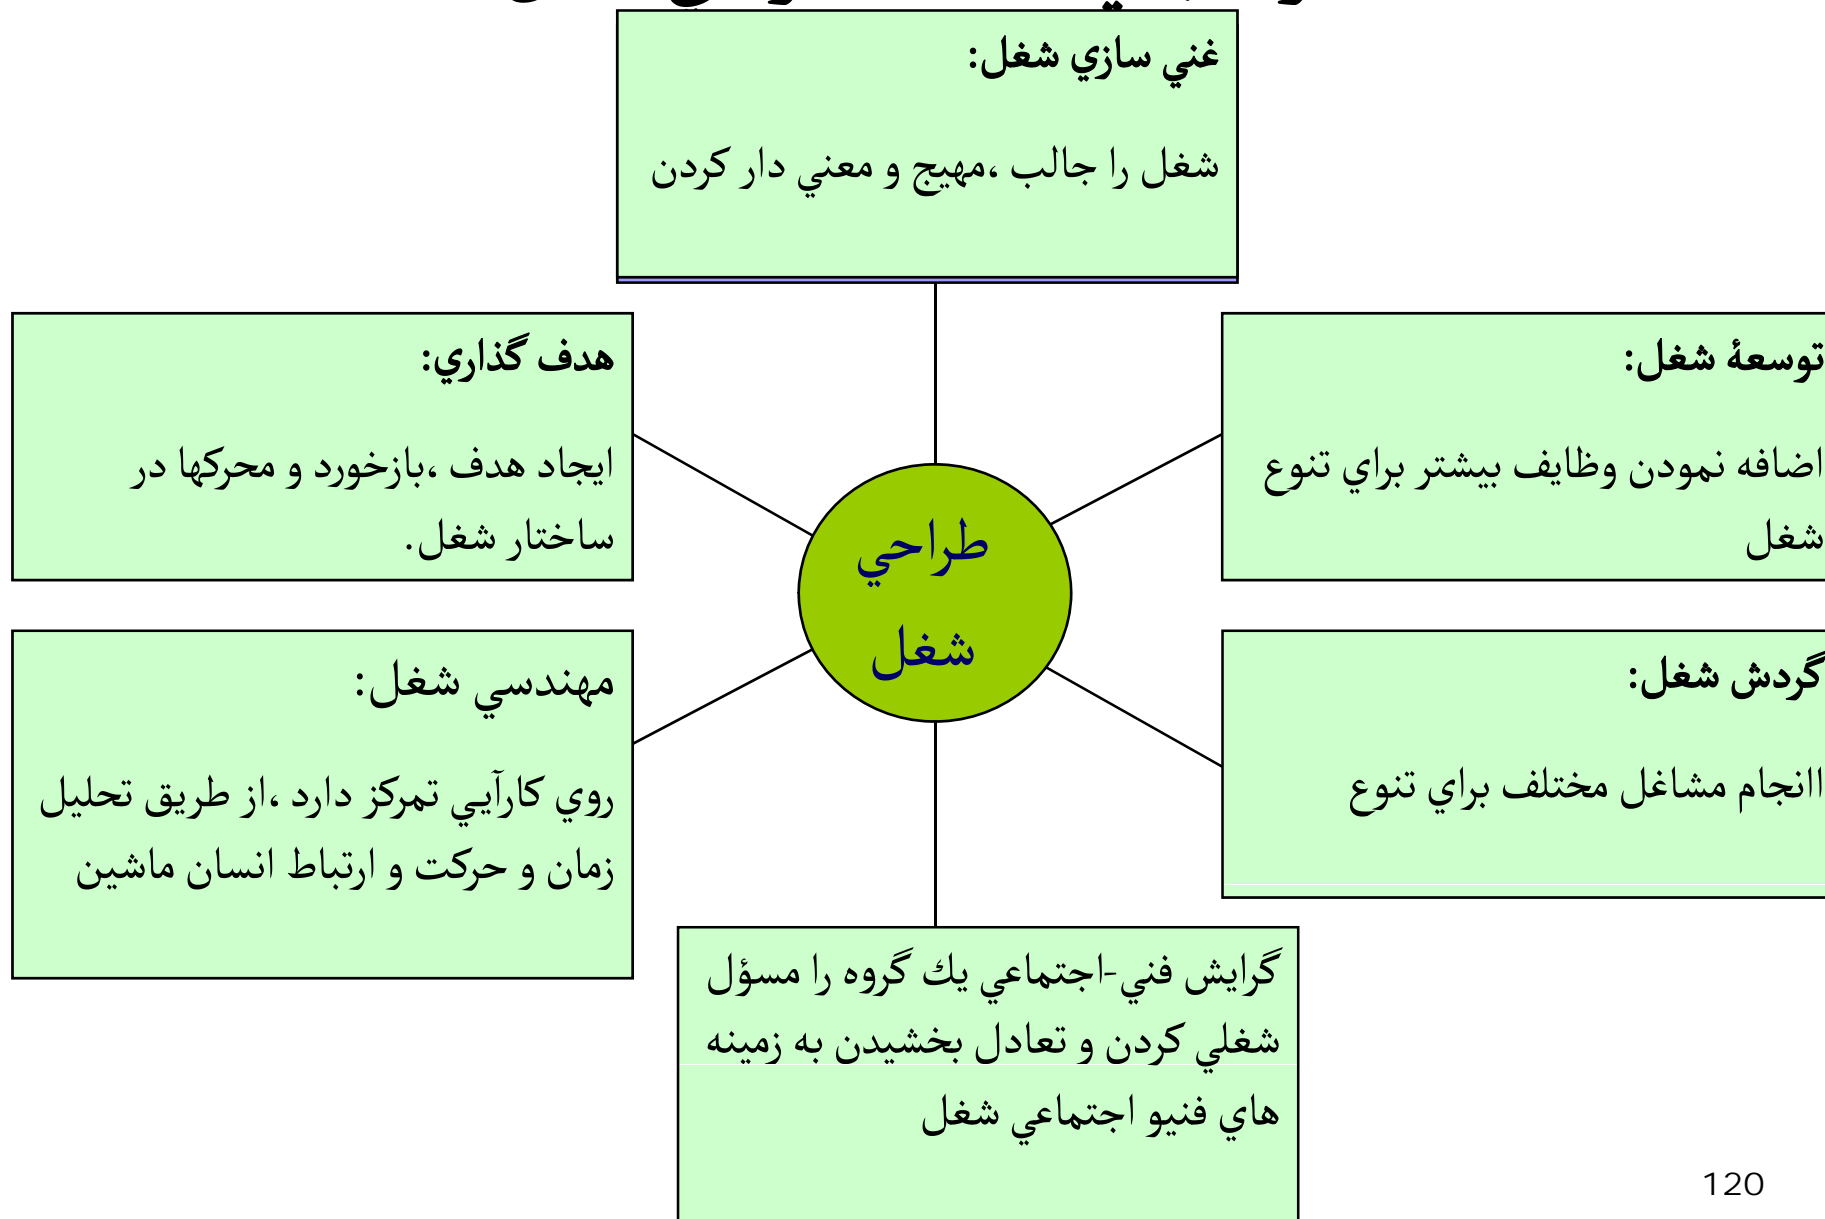 غني سازي شغل:
شغل را جالب ،مهيج و معني دار كردن
توسعۀ شغل:
اضافه نمودن وظايف بيشتر براي تنوع
شغل
هدف گذاري:
ايجاد هدف ،بازخورد و محركها در
ساختار شغل.
طراحي
شغل
گردش شغل:
اانجام مشاغل مختلف براي تنوع
مهندسي شغل:
روي كارآيي تمركز دارد ،از طريق تحليل
زمان و حركت و ارتباط انسان ماشين
گرايش فني-اجتماعي يك گروه را مسؤل
شغلي كردن و تعادل بخشيدن به زمينه
هاي فنيو اجتماعي شغل
120